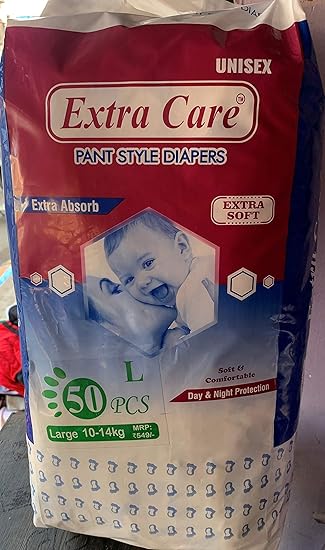 UNISEX
Extra Care™
PANT STYLE DIAPERS
Extra Absorb
EXTRA
SOFT
L
50 PCS
Soft &
Comfortable
Day & Night Protection
Large 10-14kg
MRP:
₹549/-